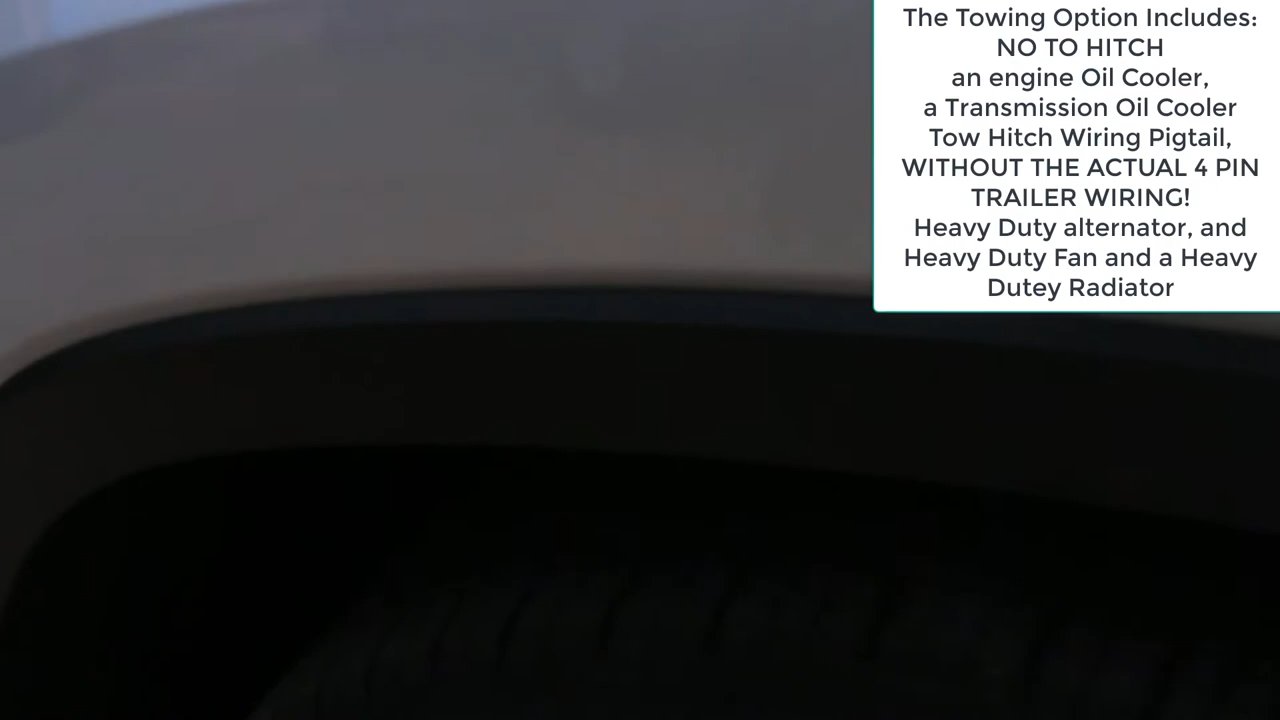 The Towing Option Includes:
NO TO HITCH
an engine Oil Cooler,
a Transmission Oil Cooler
Tow Hitch Wiring Pigtail,
WITHOUT THE ACTUAL 4 PIN
TRAILER WIRING!
Heavy Duty alternator, and
Heavy Duty Fan and a Heavy
Dutey Radiator